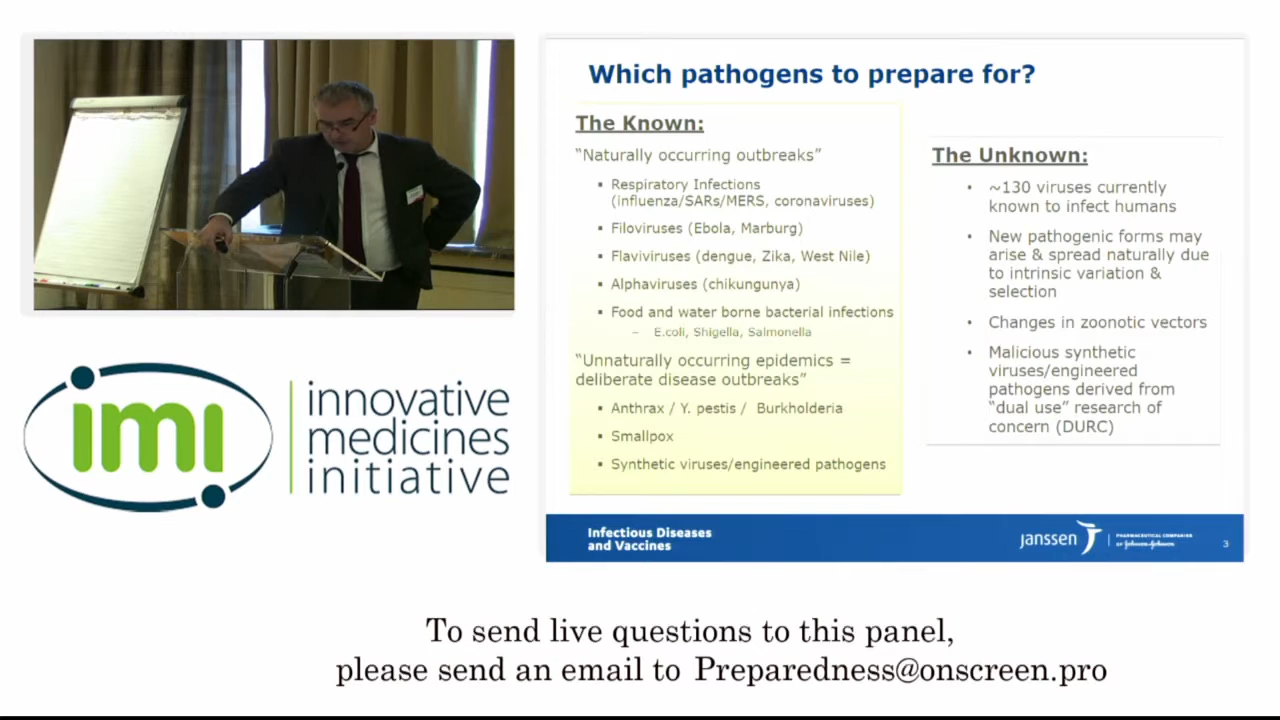 Which pathogens to prepare for?
The Known:
“Naturally occurring outbreaks”
▪ Respiratory Infections
(influenza/SARs/MERS, coronaviruses)
▪ Filoviruses (Ebola, Marburg)
▪ Flaviviruses (dengue, Zika, West Nile)
▪ Alphaviruses (chikungunya)
▪ Food and water borne bacterial infections
– E.coli, Shigella, Salmonella
“Unnaturally occurring epidemics =
deliberate disease outbreaks”
▪ Anthrax / Y. pestis / Burkholderia
▪ Smallpox
▪ Synthetic viruses/engineered pathogens
The Unknown:
• ~130 viruses currently
known to infect humans
• New pathogenic forms may
arise & spread naturally due
to intrinsic variation &
selection
• Changes in zoonotic vectors
• Malicious synthetic
viruses/engineered
pathogens derived from
“dual use” research of
concern (DURC)
Infectious Diseases
and Vaccines
janssen
PHARMACEUTICAL COMPANIES
OF Johnson & Johnson
3
imi
innovative
medicines
initiative
To send live questions to this panel,
please send an email to Preparedness@onscreen.pro